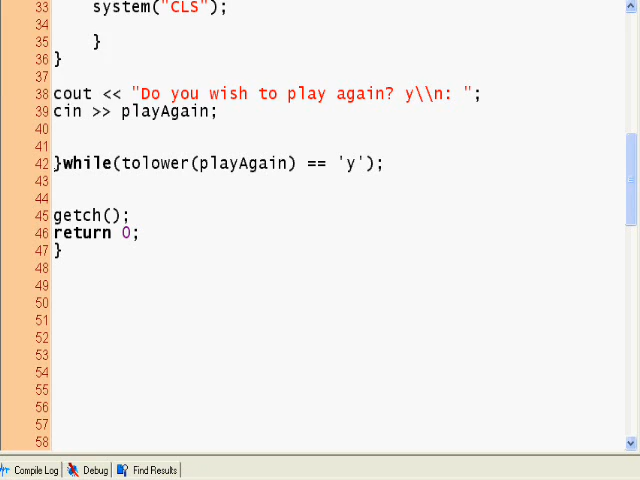 33 system("CLS");
34
35 }
36 }
37
38 cout << "Do you wish to play again? y\\n: ";
39 cin >> playAgain;
40
41
42 }while(tolower(playAgain) == 'y');
43
44
45 getch();
46 return 0;
47 }
48
49
50
51
52
53
54
55
56
57
58
Compile Log Debug Find Results